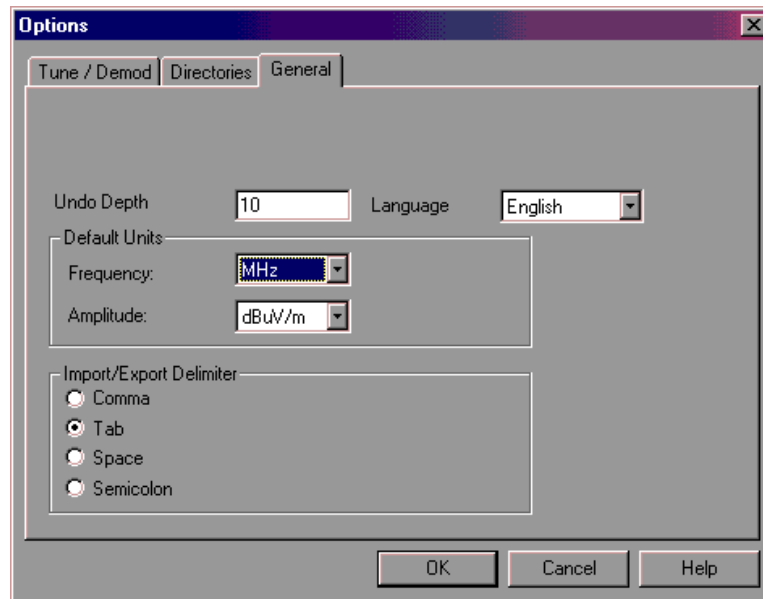 Options
Tune / Demod Directories General
Undo Depth 10 Language English
Default Units
Frequency: MHz
Amplitude: dBuV/m
Import/Export Delimiter
Comma
Tab
Space
Semicolon
OK Cancel Help